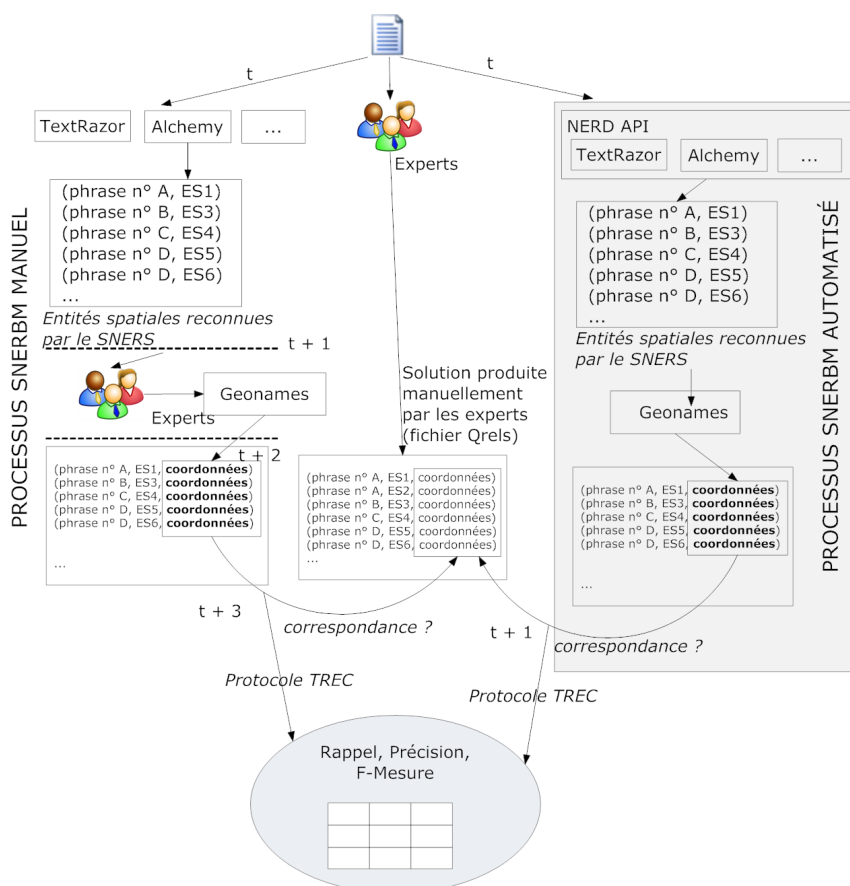 t
t
TextRazor
Alchemy
...
Experts
NERD API
TextRazor
Alchemy
...
PROCESSUS SNERBM MANUEL
(phrase n° A, ES1)
(phrase n° B, ES3)
(phrase n° C, ES4)
(phrase n° D, ES5)
(phrase n° D, ES6)
...
Entités spatiales reconnues
par le SNERS
t + 1
Experts
Geonames
t + 2
(phrase n° A, ES1, coordonnées)
(phrase n° B, ES3, coordonnées)
(phrase n° C, ES4, coordonnées)
(phrase n° D, ES5, coordonnées)
(phrase n° D, ES6, coordonnées)
...
t + 3
Solution produite
manuellement
par les experts
(fichier Qrels)
(phrase n° A, ES1, coordonnées)
(phrase n° A, ES2, coordonnées)
(phrase n° B, ES3, coordonnées)
(phrase n° C, ES4, coordonnées)
(phrase n° D, ES5, coordonnées)
(phrase n° D, ES6, coordonnées)
...
correspondance ?
PROCESSUS SNERBM AUTOMATISÉ
(phrase n° A, ES1)
(phrase n° B, ES3)
(phrase n° C, ES4)
(phrase n° D, ES5)
(phrase n° D, ES6)
...
Entités spatiales reconnues
par le SNERS
Geonames
(phrase n° A, ES1, coordonnées)
(phrase n° B, ES3, coordonnées)
(phrase n° C, ES4, coordonnées)
(phrase n° D, ES5, coordonnées)
(phrase n° D, ES6, coordonnées)
...
t + 1
correspondance ?
Protocole TREC
Protocole TREC
Rappel, Précision,
F-Mesure